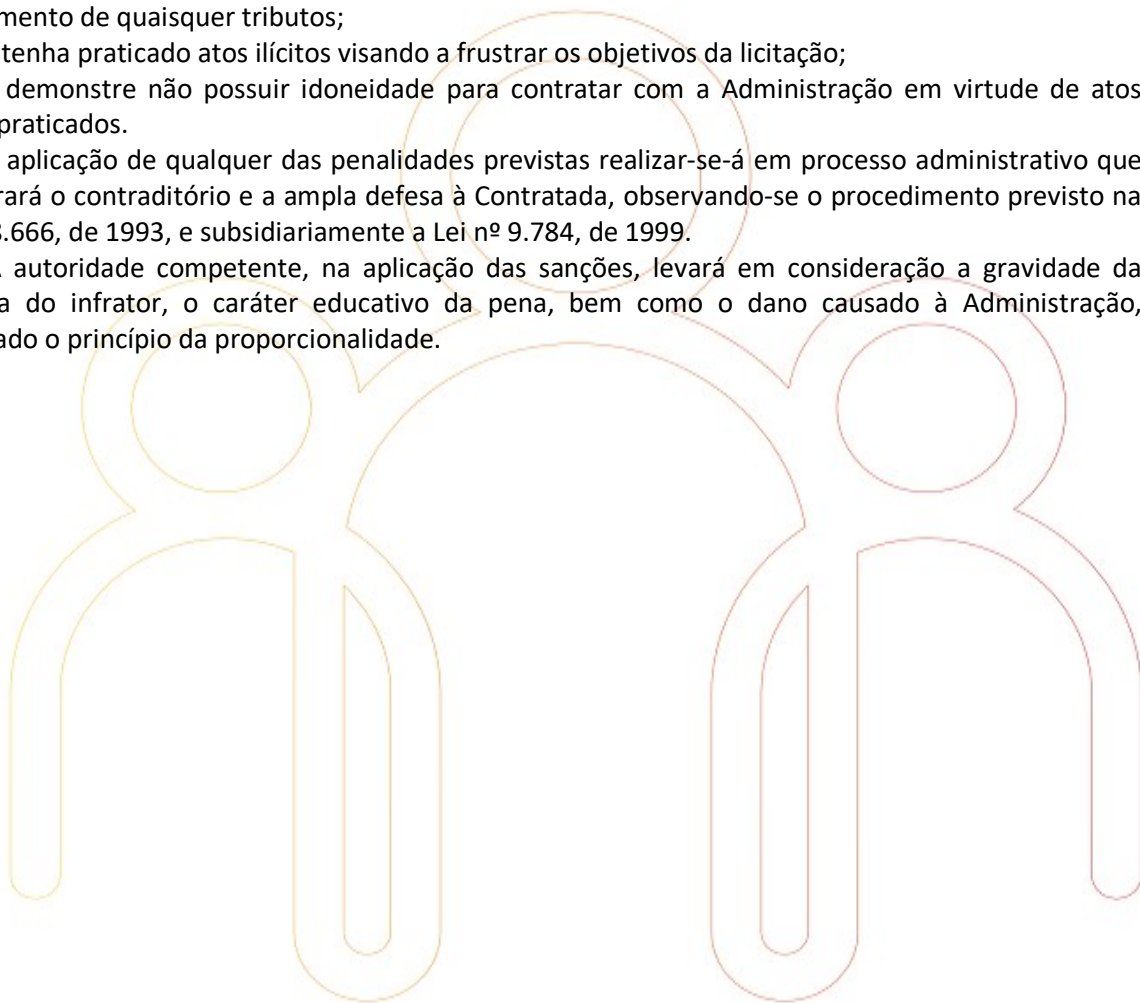 mento de quaisquer tributos;
tenha praticado atos ilícitos visando a frustrar os objetivos da licitação;
demonstre não possuir idoneidade para contratar com a Administração em virtude de atos
praticados.
aplicação de qualquer das penalidades previstas realizar-se-á em processo administrativo que
rará o contraditório e a ampla defesa à Contratada, observando-se o procedimento previsto na
8.666, de 1993, e subsidiariamente a Lei nº 9.784, de 1999.
A autoridade competente, na aplicação das sanções, levará em consideração a gravidade da
a do infrator, o caráter educativo da pena, bem como o dano causado à Administração,
ado o princípio da proporcionalidade.